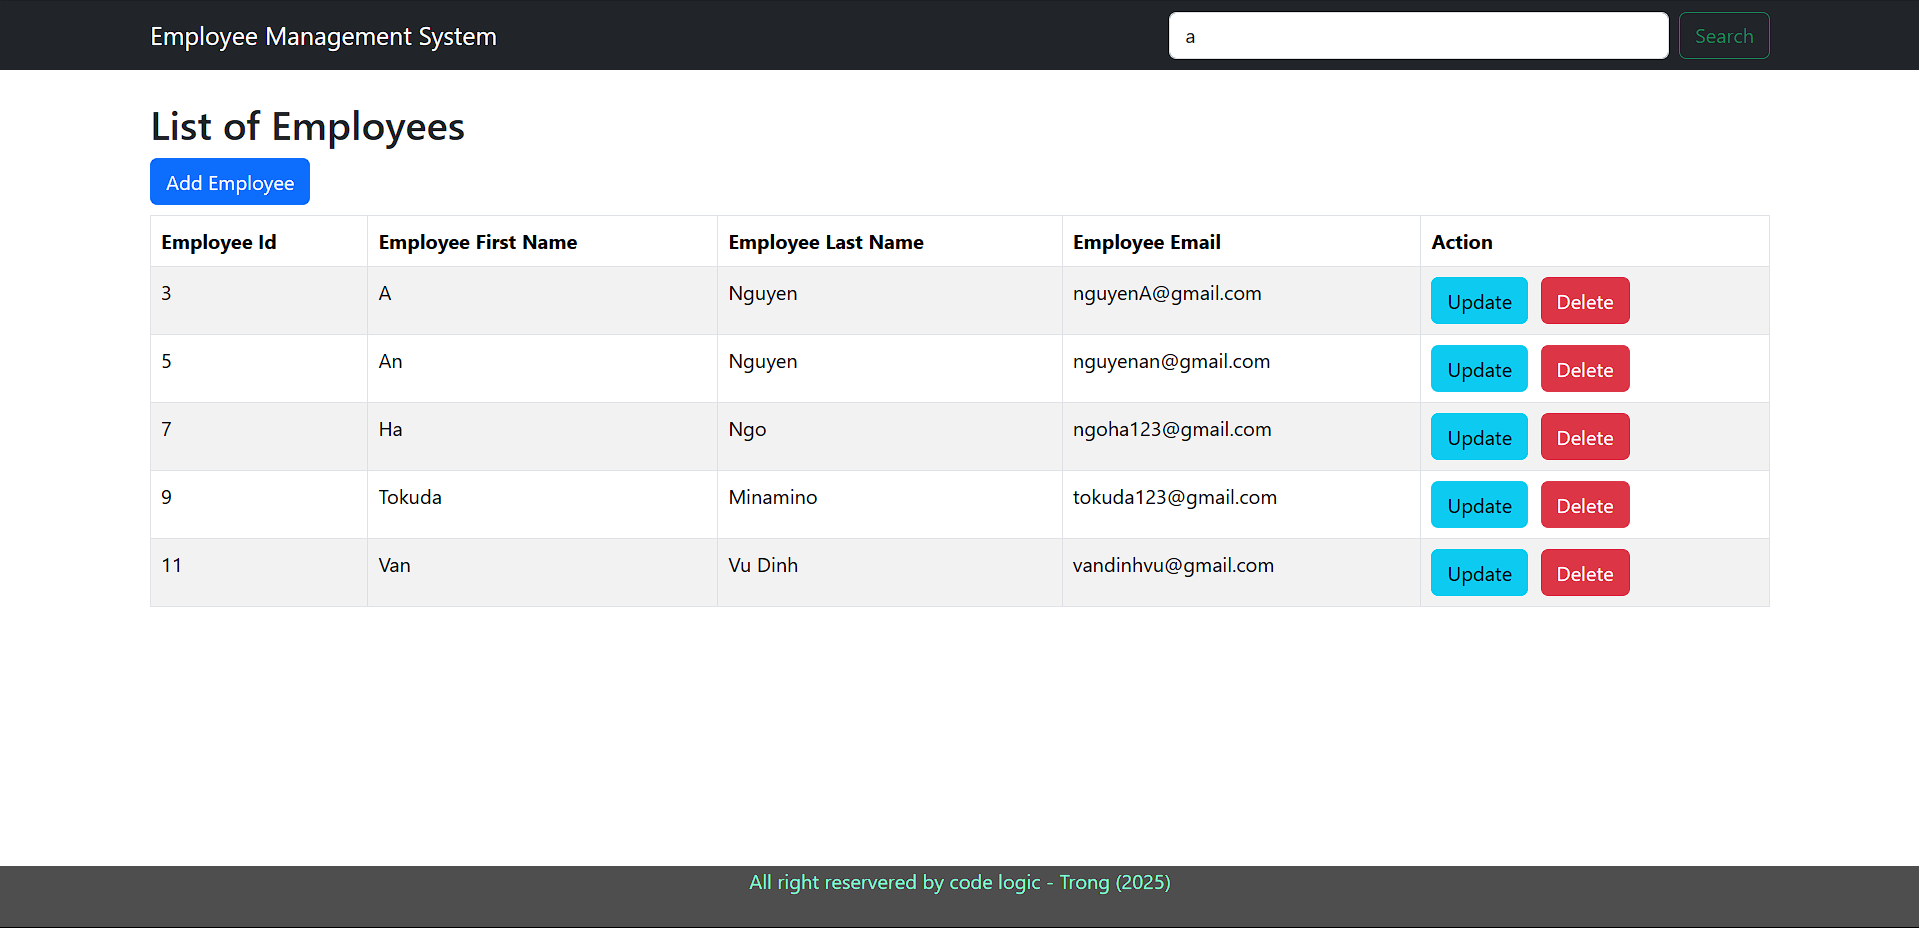 Employee Management System a Search
List of Employees
Add Employee
Employee Id Employee First Name Employee Last Name Employee Email Action
3 A Nguyen nguyenA@gmail.com Update Delete
5 An Nguyen nguyenan@gmail.com Update Delete
7 Ha Ngo ngoha123@gmail.com Update Delete
9 Tokuda Minamino tokuda123@gmail.com Update Delete
11 Van Vu Dinh vandinhvu@gmail.com Update Delete
All right reservered by code logic - Trong (2025)